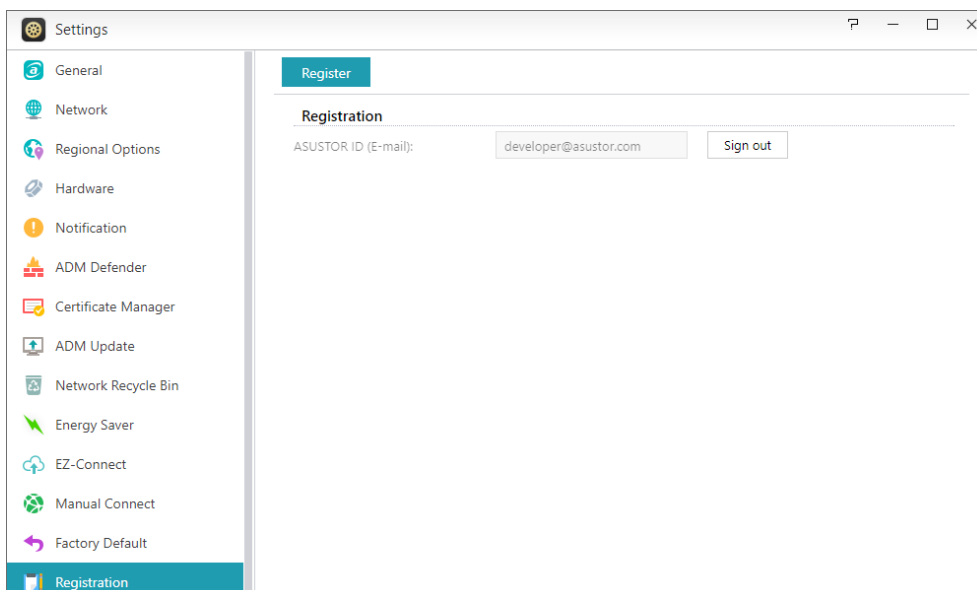 Settings
General
Network
Regional Options
Hardware
Notification
ADM Defender
Certificate Manager
ADM Update
Network Recycle Bin
Energy Saver
EZ-Connect
Manual Connect
Factory Default
Registration
Register
Registration
ASUSTOR ID (E-mail): developer@asustor.com Sign out